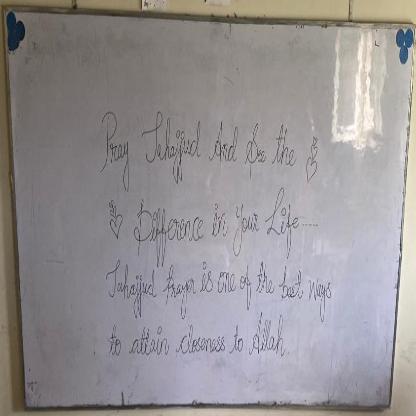 Pray Tahajjud And See the
Difference in Your Life.....
Tahajjud Prayer is one of the best ways
to attain closeness to Allah.